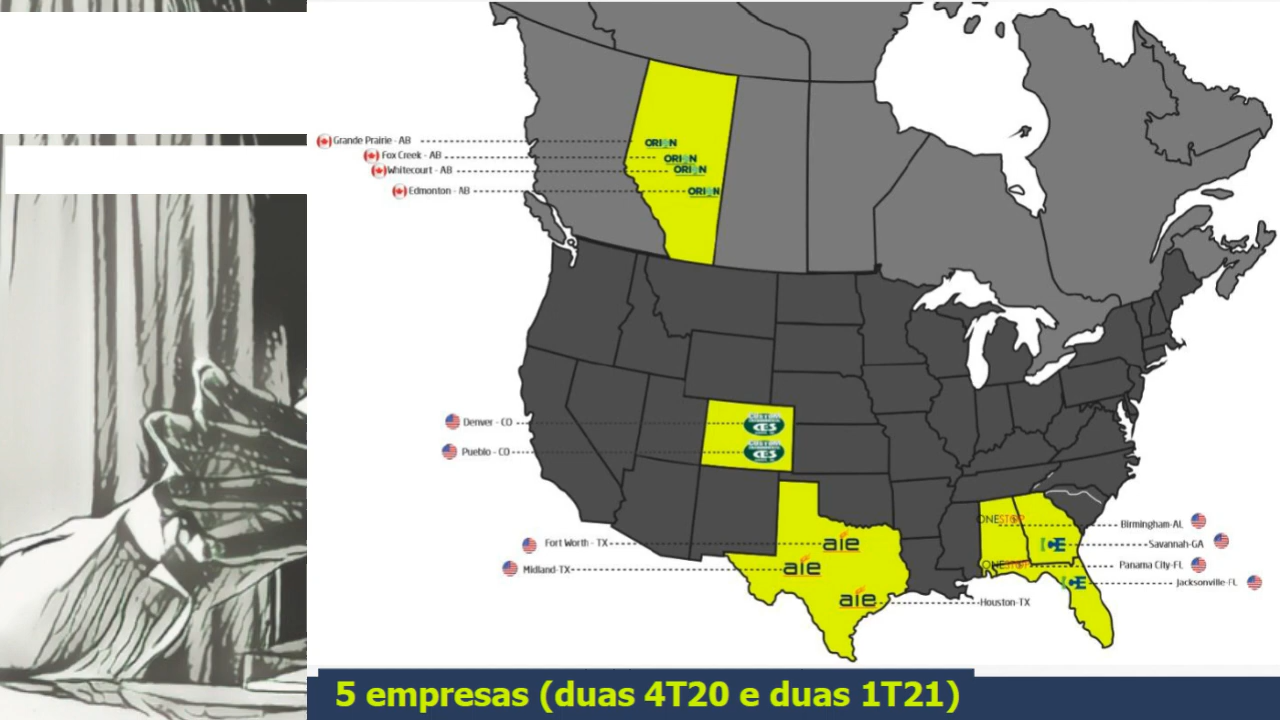 Grande Prairie - AB
ORION
Fox Creek - AB
ORION
Whitecourt - AB
ORION
Edmonton - AB
ORION
Denver - CO
CES
Pueblo - CO
CES
ONESTOP
Birmingham-AL
Fort Worth - TX
aie
ICE
Savannah-GA
Midland-TX
aie
ONESTOP
Panama City-FL
ICE
Jacksonville-FL
aie
Houston-TX
5 empresas (duas 4T20 e duas 1T21)